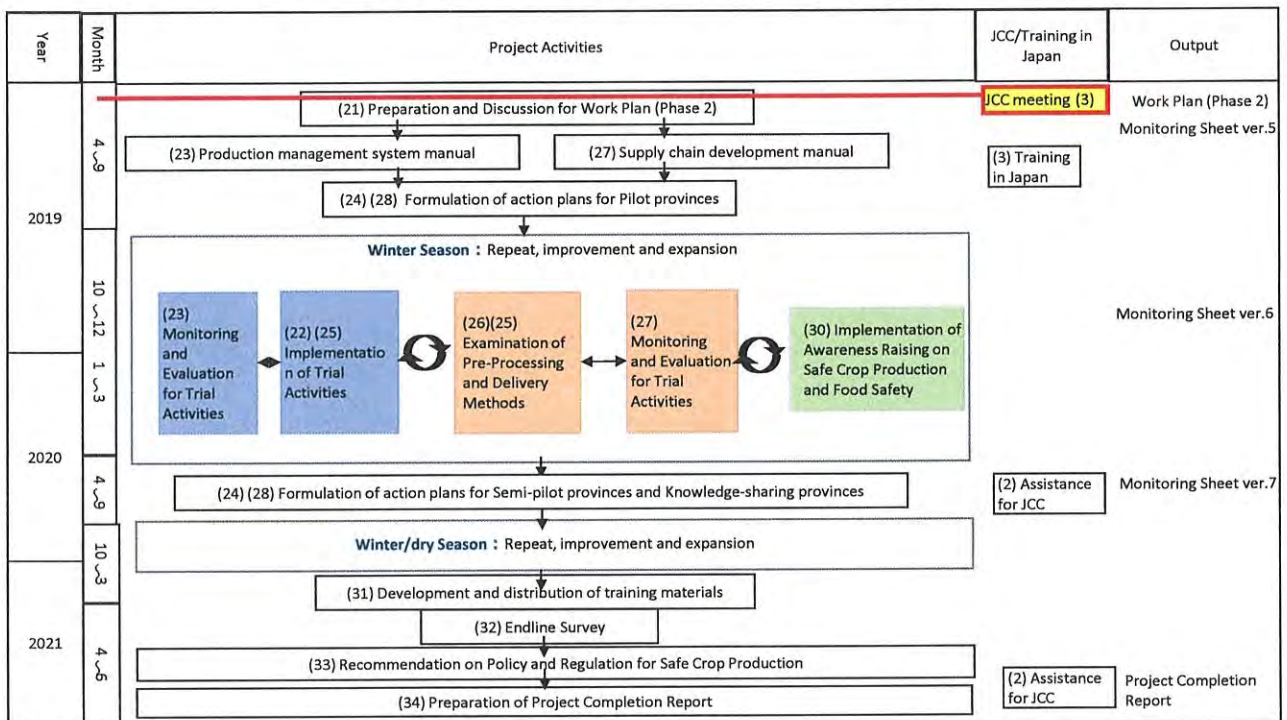 Year
Month
Project Activities
JCC/Training in
Japan
Output
2019
4～9
(21) Preparation and Discussion for Work Plan (Phase 2)
JCC meeting (3)
Work Plan (Phase 2)
Monitoring Sheet ver.5
(23) Production management system manual
(27) Supply chain development manual
(3) Training
in Japan
(24) (28) Formulation of action plans for Pilot provinces
10～12
Winter Season：Repeat, improvement and expansion
(23)
Monitoring
and
Evaluation
for Trial
Activities
(22) (25)
Implementatio
n of Trial
Activities
(26)(25)
Examination of
Pre-Processing
and Delivery
Methods
(27)
Monitoring
and Evaluation
for Trial
Activities
(30) Implementation of
Awareness Raising on
Safe Crop Production
and Food Safety
Monitoring Sheet ver.6
2020
1～3
4～9
(24) (28) Formulation of action plans for Semi-pilot provinces and Knowledge-sharing provinces
(2) Assistance
for JCC
Monitoring Sheet ver.7
10～3
Winter/dry Season：Repeat, improvement and expansion
2021
(31) Development and distribution of training materials
4～6
(32) Endline Survey
(33) Recommendation on Policy and Regulation for Safe Crop Production
(34) Preparation of Project Completion Report
(2) Assistance
for JCC
Project Completion
Report